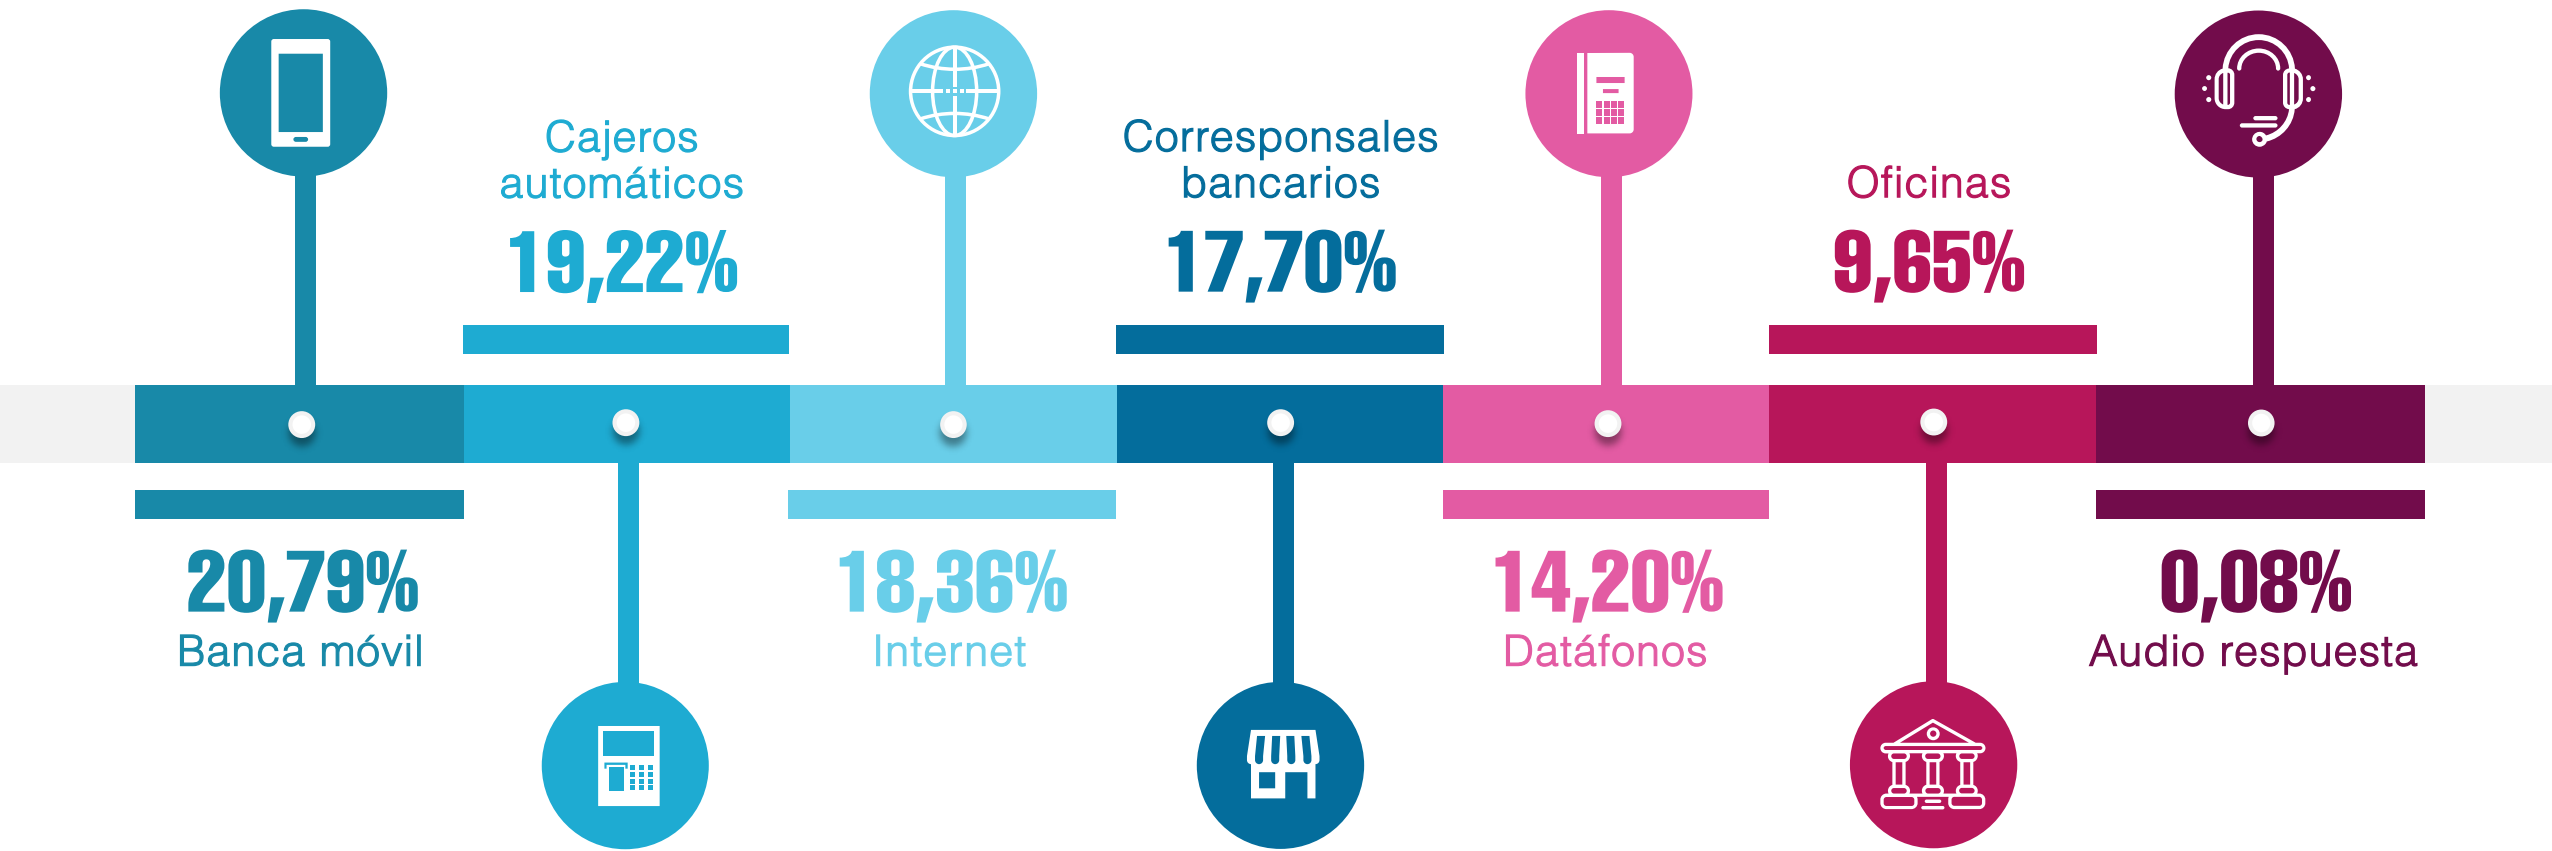 20,79%
Banca móvil
Cajeros
automáticos
19,22%
18,36%
Internet
Corresponsales
bancarios
17,70%
14,20%
Datáfonos
Oficinas
9,65%
0,08%
Audio respuesta